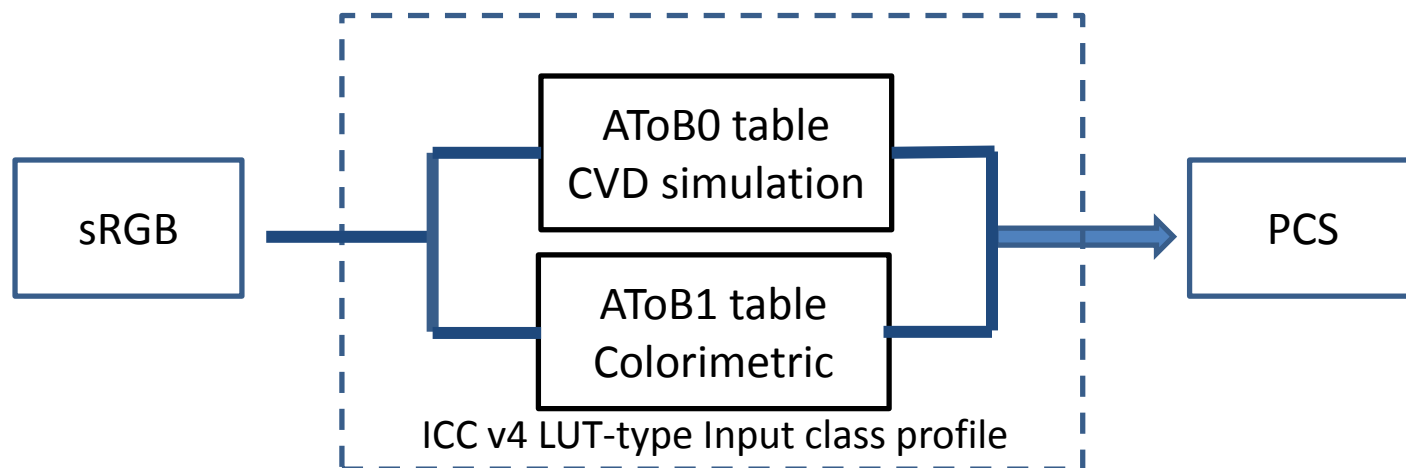 sRGB
AToB0 table
CVD simulation
AToB1 table
Colorimetric
ICC v4 LUT-type Input class profile
PCS